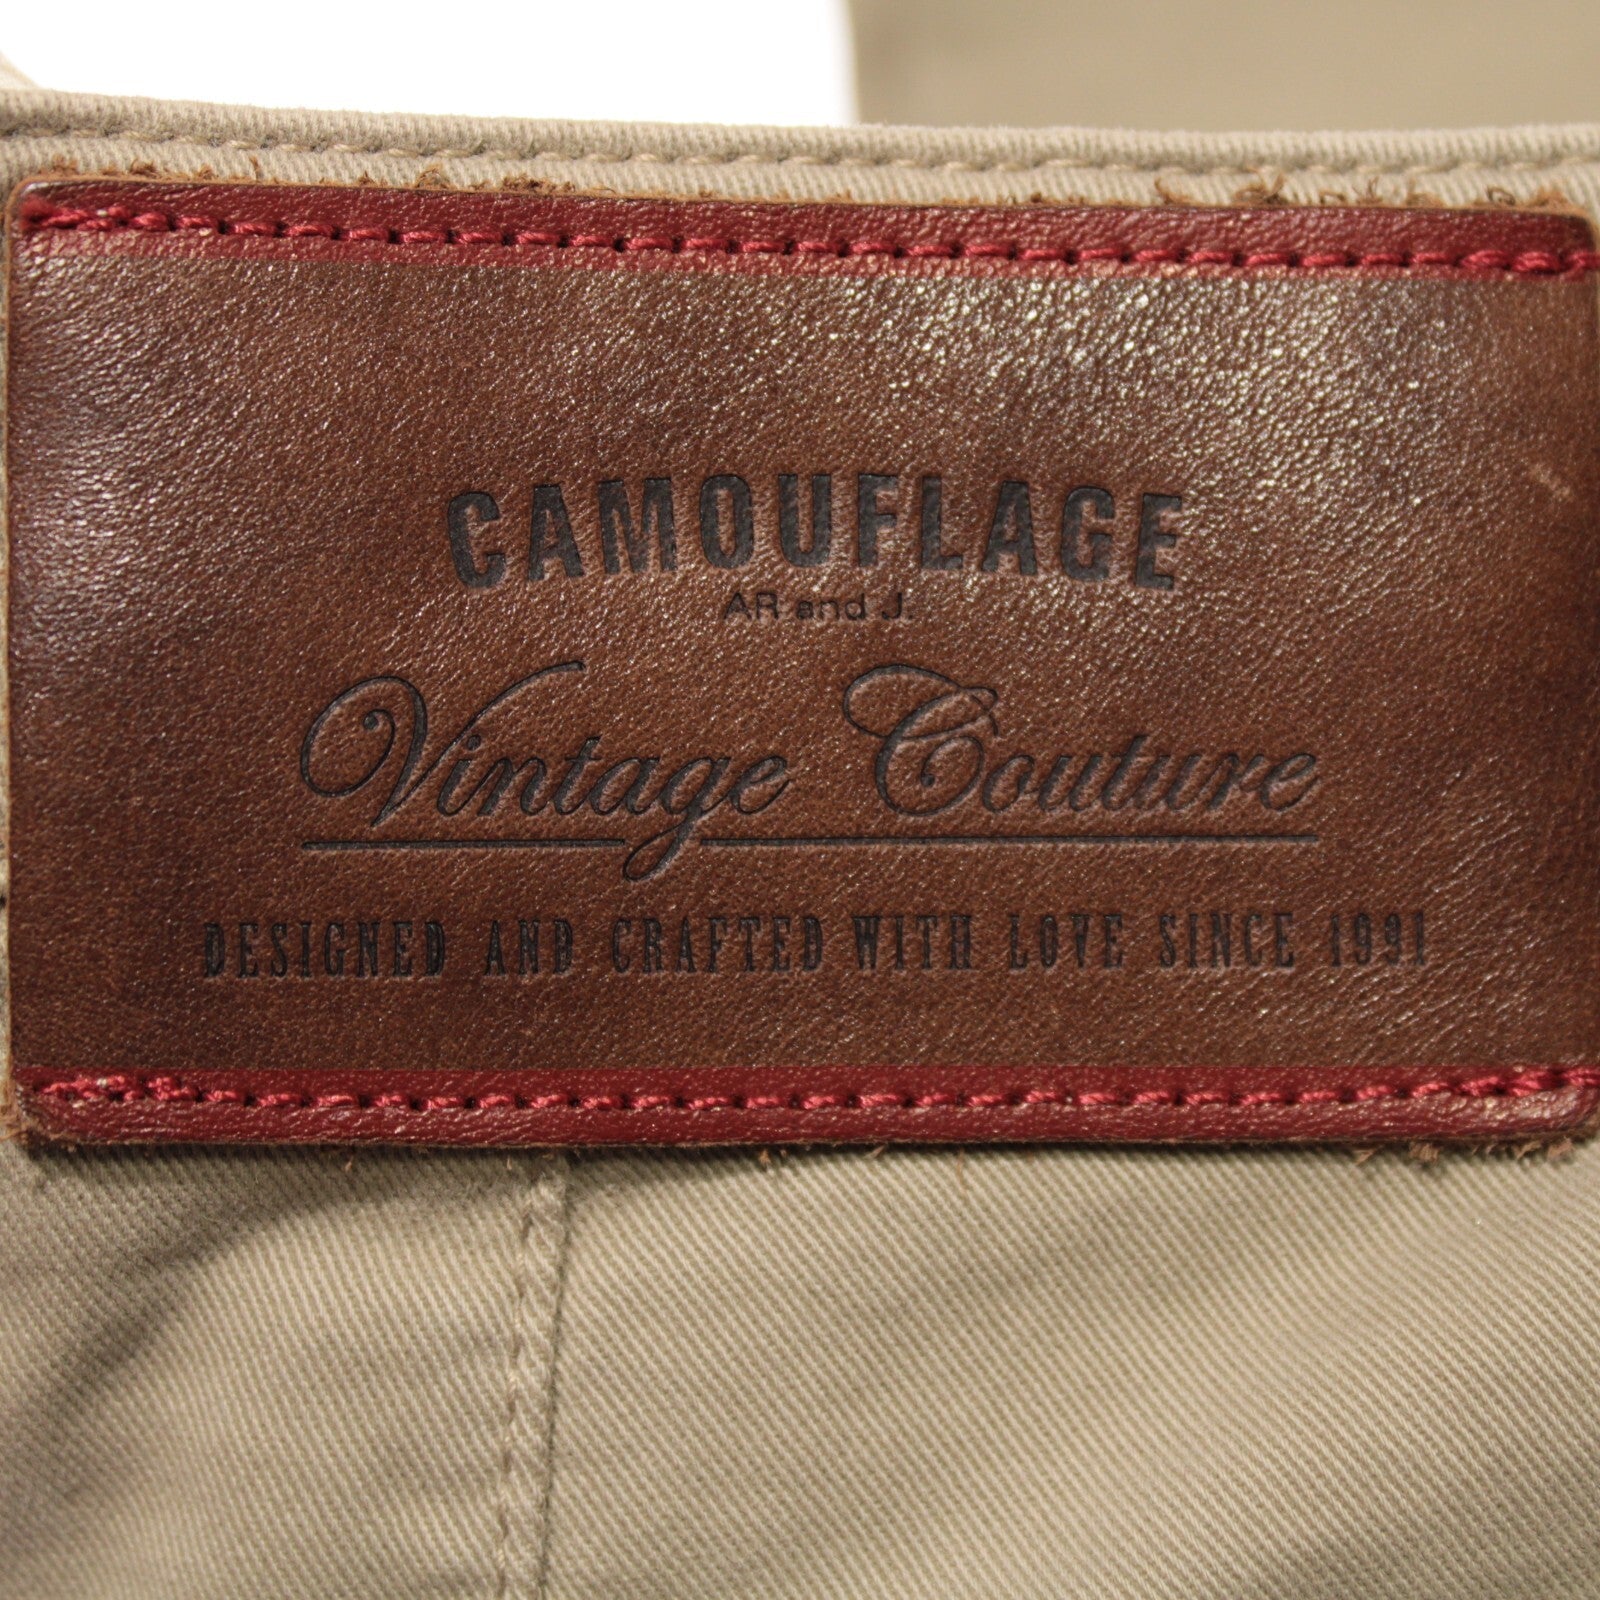 CAMOUFLAGE
AR and J.
Vintage Couture
DESIGNED AND CRAFTED WITH LOVE SINCE 1991